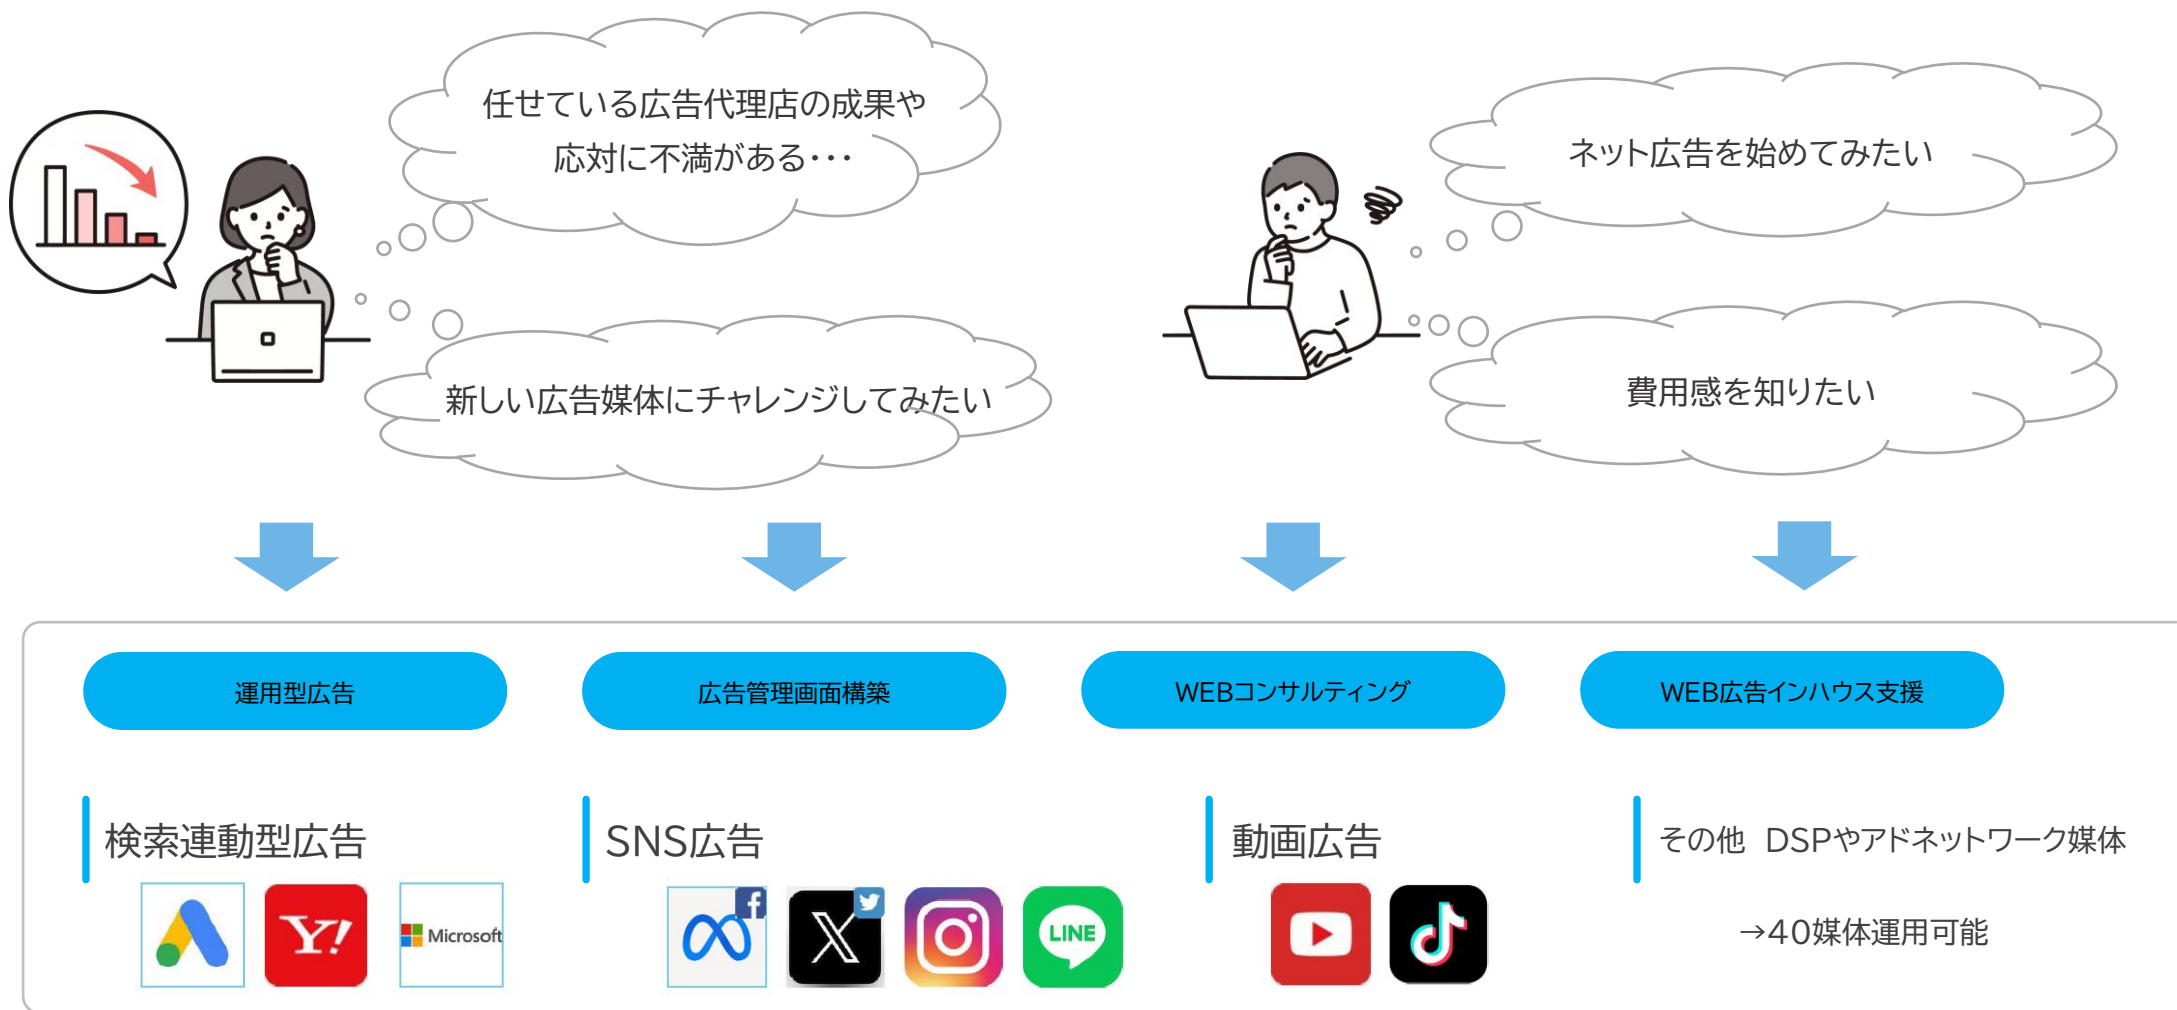 任せている広告代理店の成果や
応対に不満がある・・・
ネット広告を始めてみたい
新しい広告媒体にチャレンジしてみたい
費用感を知りたい
運用型広告
広告管理画面構築
WEBコンサルティング
WEB広告インハウス支援
検索連動型広告
SNS広告
動画広告
その他 DSPやアドネットワーク媒体
Y!
Microsoft
X
LINE
→40媒体運用可能